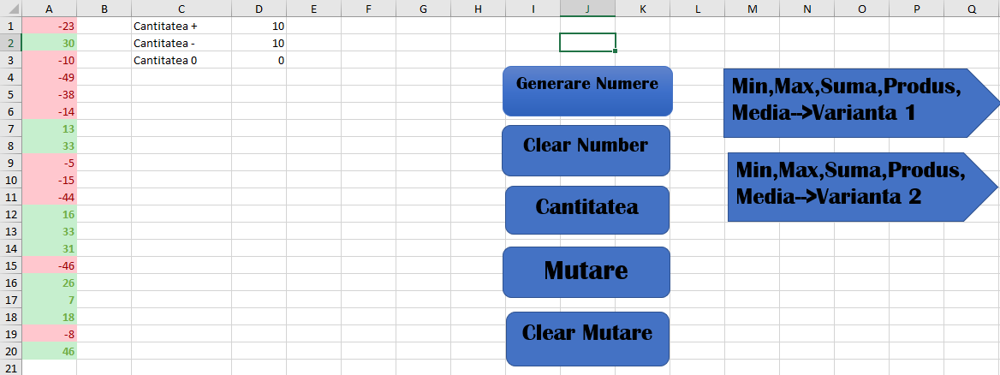 A B C D E F G H I J K L M N O P Q
1 -23 Cantitatea + 10
2 30 Cantitatea - 10
3 -10 Cantitatea 0 0
4 -49
5 -38
6 -14
7 13
8 33
9 -5
10 -15
11 -44
12 16
13 33
14 31
15 -46
16 26
17 7
18 18
19 -8
20 46
21
Generare Numere
Clear Number
Cantitatea
Mutare
Clear Mutare
Min,Max,Suma,Produs,
Media-->Varianta 1
Min,Max,Suma,Produs,
Media-->Varianta 2